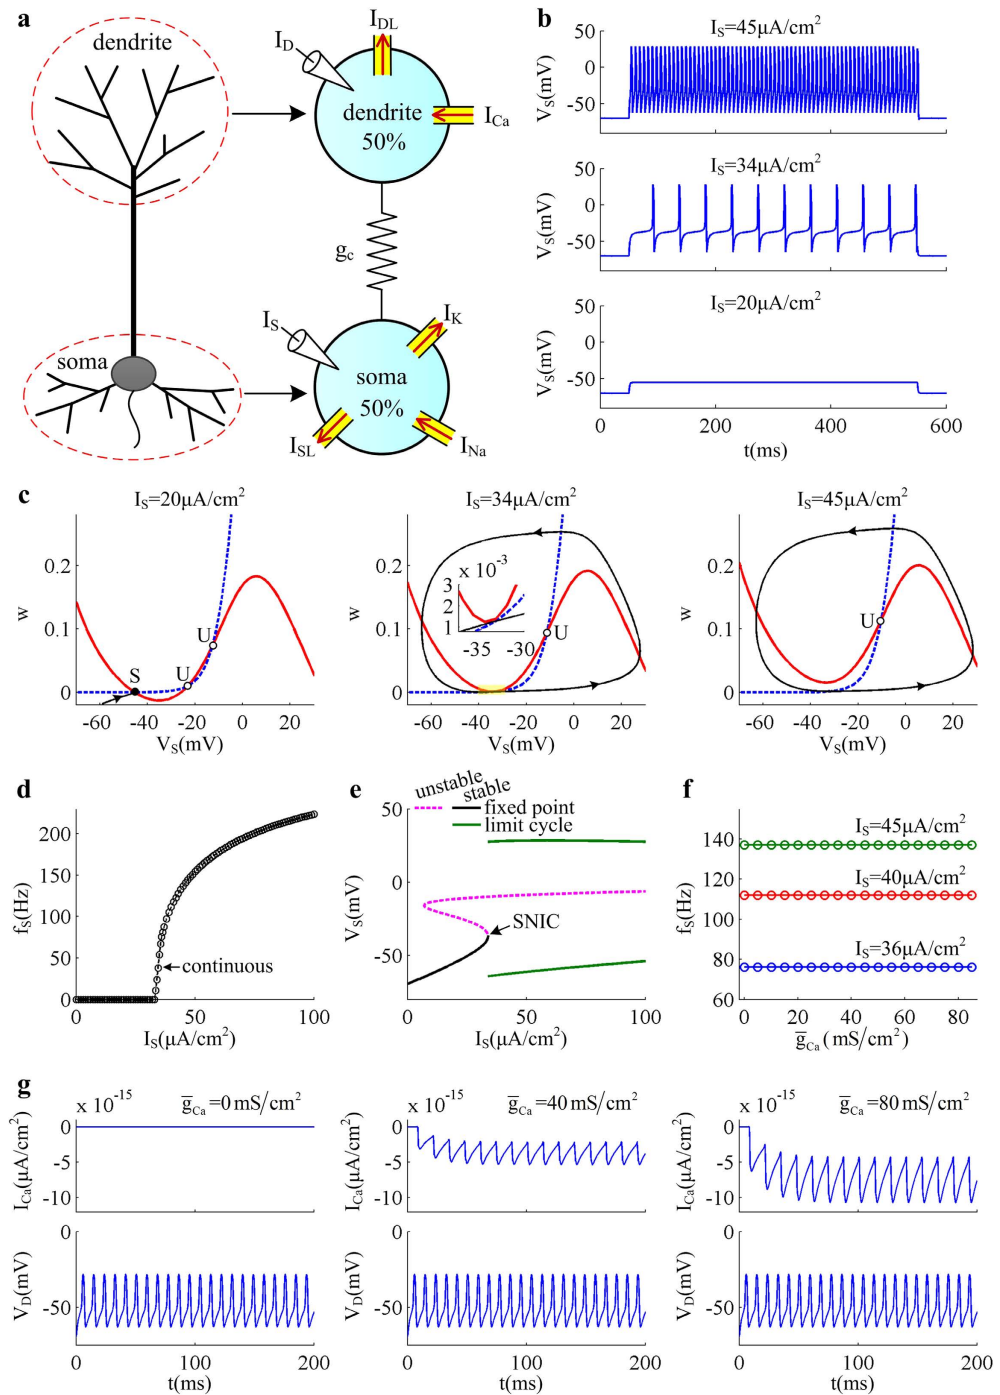 a
dendrite
I_D
I_DL
dendrite
50%
I_Ca
g_c
soma
I_S
I_K
soma
50%
I_SL
I_Na
b
I_S=45μA/cm²
V_S(mV)
50
0
-50
I_S=34μA/cm²
V_S(mV)
50
0
-50
I_S=20μA/cm²
V_S(mV)
50
0
-50
0 200 400 600
t(ms)
c
I_S=20μA/cm²
w
0.2
0.1
0
S
U
U
-60 -40 -20 0 20
V_S(mV)
I_S=34μA/cm²
w
0.2
0.1
0
x 10⁻³
3
2
1
-35 -30
U
-60 -40 -20 0 20
V_S(mV)
I_S=45μA/cm²
w
0.2
0.1
0
U
-60 -40 -20 0 20
V_S(mV)
d
f_S(Hz)
200
150
100
50
0
continuous
0 50 100
I_S(μA/cm²)
e
unstable
stable
fixed point
limit cycle
V_S(mV)
50
0
-50
SNIC
0 50 100
I_S(μA/cm²)
f
f_S(Hz)
140
120
100
80
60
I_S=45μA/cm²
I_S=40μA/cm²
I_S=36μA/cm²
0 20 40 60 80
g̅_Ca(mS/cm²)
g
x 10⁻¹⁵
g̅_Ca=0mS/cm²
I_Ca(μA/cm²)
0
-5
-10
x 10⁻¹⁵
g̅_Ca=40mS/cm²
I_Ca(μA/cm²)
0
-5
-10
x 10⁻¹⁵
g̅_Ca=80mS/cm²
I_Ca(μA/cm²)
0
-5
-10
V_D(mV)
0
-50
0 100 200
t(ms)
V_D(mV)
0
-50
0 100 200
t(ms)
V_D(mV)
0
-50
0 100 200
t(ms)